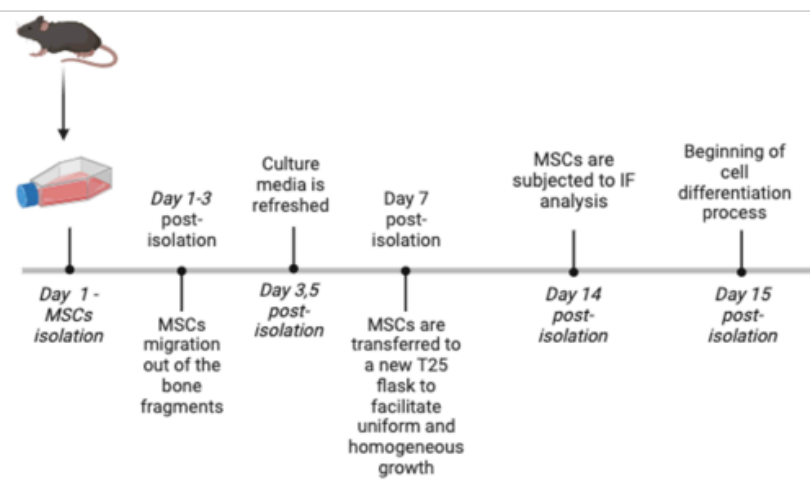 Day 1 -
MSCs
isolation
Day 1-3
post-
isolation
MSCs
migration
out of the
bone
fragments
Culture
media is
refreshed
Day 3,5
post-
isolation
Day 7
post-
isolation
MSCs are
transferred to
a new T25
flask to
facilitate
uniform and
homogeneous
growth
MSCs are
subjected to IF
analysis
Day 14
post-
isolation
Beginning of
cell
differentiation
process
Day 15
post-
isolation